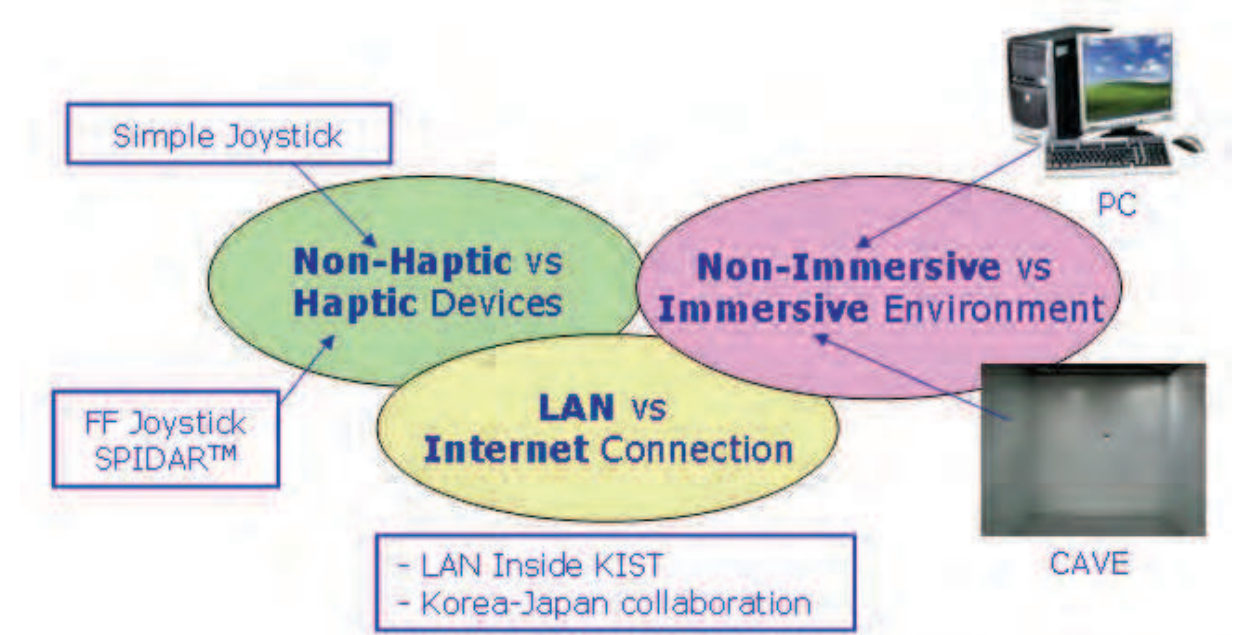 Simple Joystick
PC
Non-Haptic vs
Haptic Devices
Non-Immersive vs
Immersive Environment
FF Joystick
SPIDAR™
LAN vs
Internet Connection
CAVE
- LAN Inside KIST
- Korea-Japan collaboration